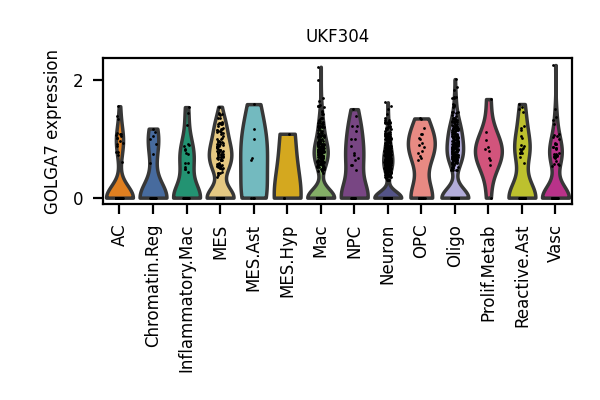 UKF304
GOLGA7 expression
2
0
AC
Chromatin.Reg
Inflammatory.Mac
MES
MES.Ast
MES.Hyp
Mac
NPC
Neuron
OPC
Oligo
Prolif.Metab
Reactive.Ast
Vasc